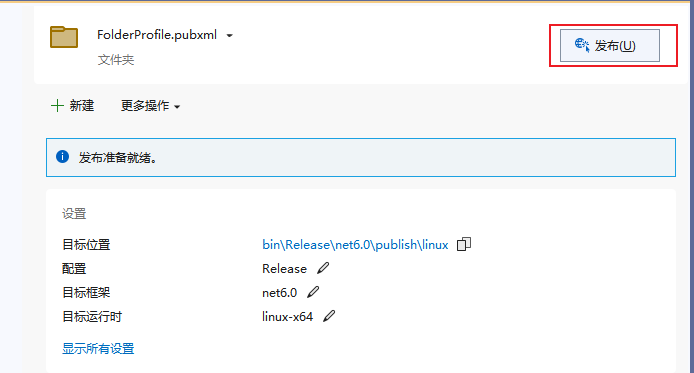 FolderProfile.pubxml
发布(U)
文件夹
新建 更多操作
发布准备就绪。
设置
目标位置 bin\Release\net6.0\publish\linux
配置 Release
目标框架 net6.0
目标运行时 linux-x64
显示所有设置